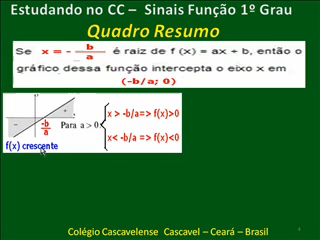 Estudando no CC – Sinais Função 1º Grau
Quadro Resumo
Se x = - b/a é raiz de f (x) = ax + b, então o
gráfico dessa função intercepta o eixo x em
(-b/a; 0)
x > -b/a=> f(x)>0
-b/a
Para a > 0
x< -b/a => f(x)<0
f(x) crescente
Colégio Cascavelense Cascavel – Ceará – Brasil